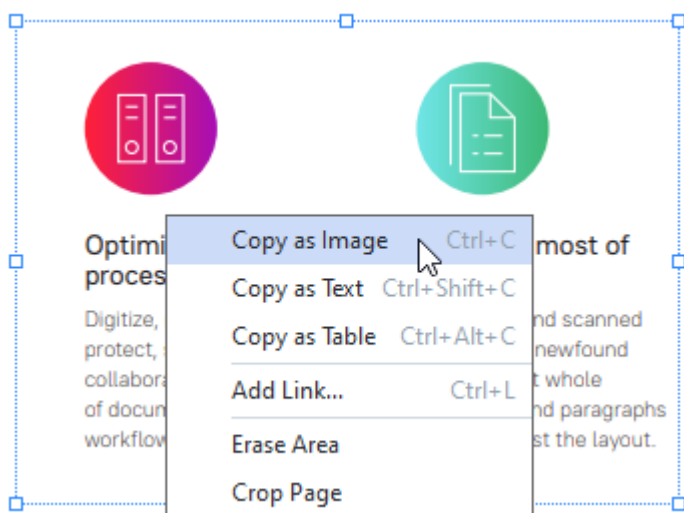 Optimi
proces
Digitize,
protect,
collabora
of docum
workflow
most of
nd scanned
newfound
t whole
nd paragraphs
st the layout.
Copy as Image Ctrl+C
Copy as Text Ctrl+Shift+C
Copy as Table Ctrl+Alt+C
Add Link... Ctrl+L
Erase Area
Crop Page